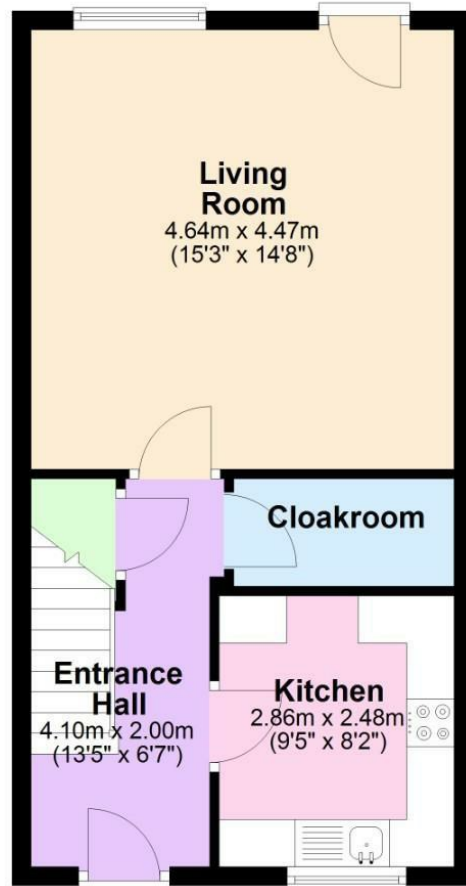 Living
Room
4.64m x 4.47m
(15'3" x 14'8")
Cloakroom
Entrance
Hall
4.10m x 2.00m
(13'5" x 6'7")
Kitchen
2.86m x 2.48m
(9'5" x 8'2")